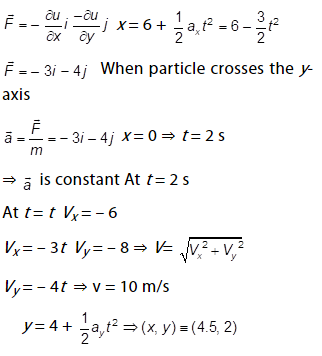 F̄ = - ∂u/∂x i -∂u/∂y j x = 6 + 1/2 aₓt² = 6 - 3/2 t²
F̄ = - 3i - 4j When particle crosses the y-
axis
ā = F̄/m = - 3i - 4j x = 0 ⇒ t = 2 s
⇒ ā is constant At t = 2 s
At t = t Vₓ = - 6
Vₓ = - 3t V_y = - 8 ⇒ V = √(Vₓ² + V_y²)
V_y = - 4t ⇒ v = 10 m/s
y = 4 + 1/2 a_y t² ⇒ (x, y) ≡ (4.5, 2)